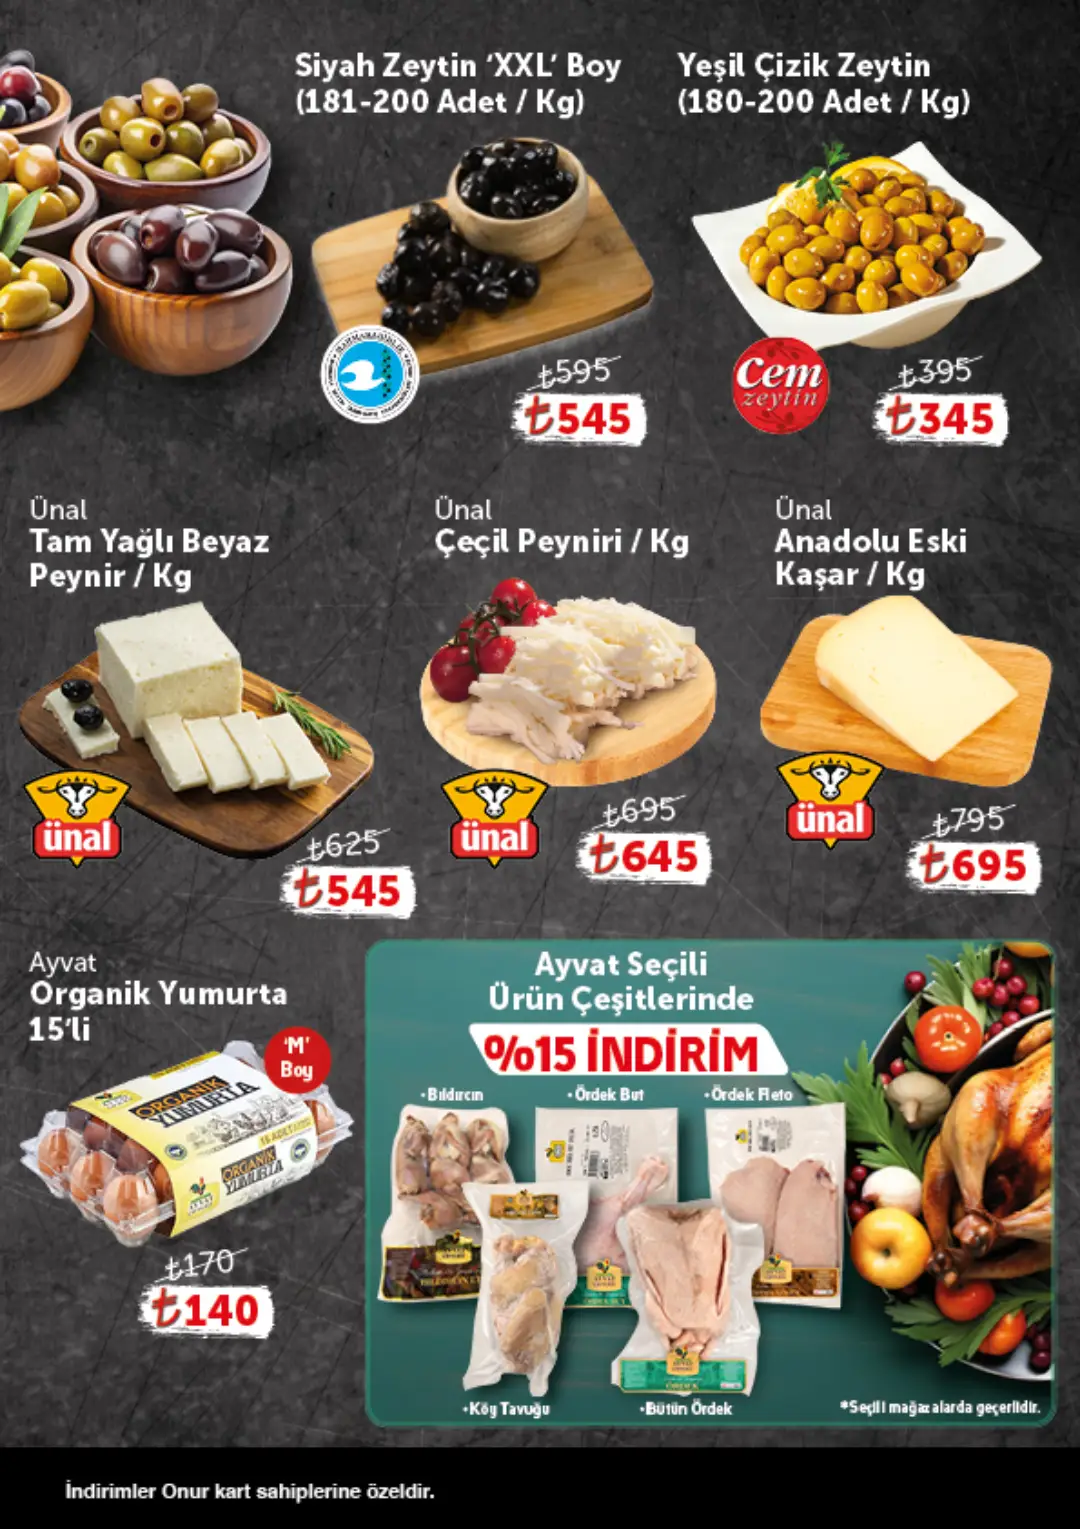 Siyah Zeytin ‘XXL’ Boy
(181-200 Adet / Kg)
₺595
₺545
Yeşil Çizik Zeytin
(180-200 Adet / Kg)
Cem
zeytin
₺395
₺345
Ünal
Tam Yağlı Beyaz
Peynir / Kg
ünal
₺625
₺545
Ünal
Çeçil Peyniri / Kg
ünal
₺695
₺645
Ünal
Anadolu Eski
Kaşar / Kg
ünal
₺795
₺695
Ayvat
Organik Yumurta
15’li
‘M’
Boy
ORGANİK
YUMURTA
ORGANİK
YUMURTA
₺170
₺140
Ayvat Seçili
Ürün Çeşitlerinde
%15 İNDİRİM
•Bıldırcın
•Ördek But
•Ördek Fleto
•Köy Tavuğu
•Bütün Ördek
*Seçili mağazalarda geçerlidir.
İndirimler Onur kart sahiplerine özeldir.